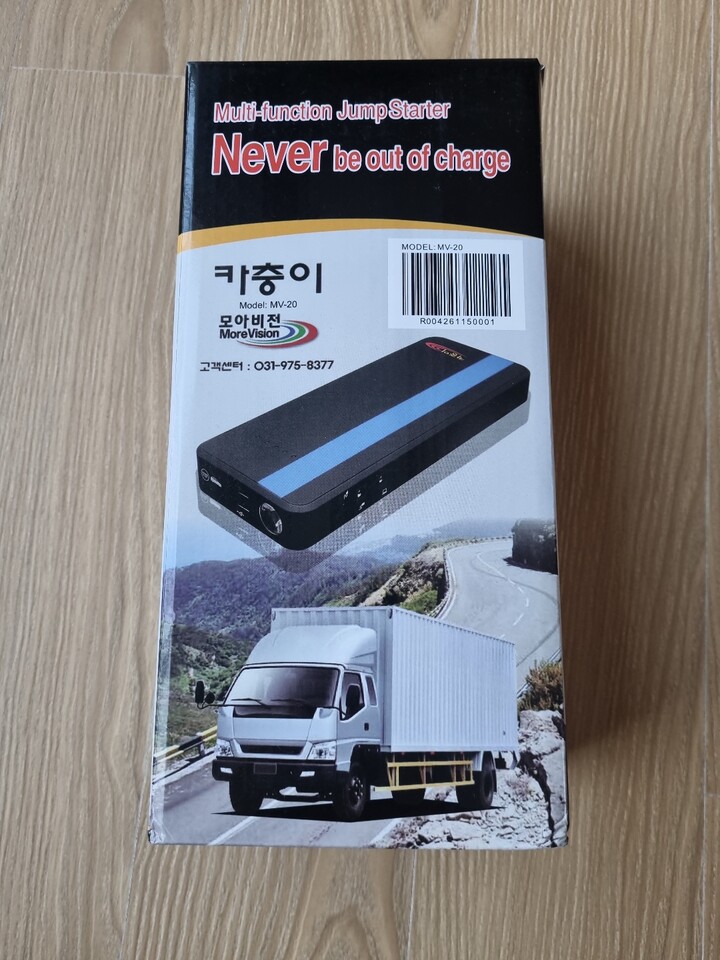 Multi-function Jump Starter
Never be out of charge
MODEL: MV-20
R004261150001
카충이
Model: MV-20
모아비전
MoreVision
고객센터 : 031-975-8377